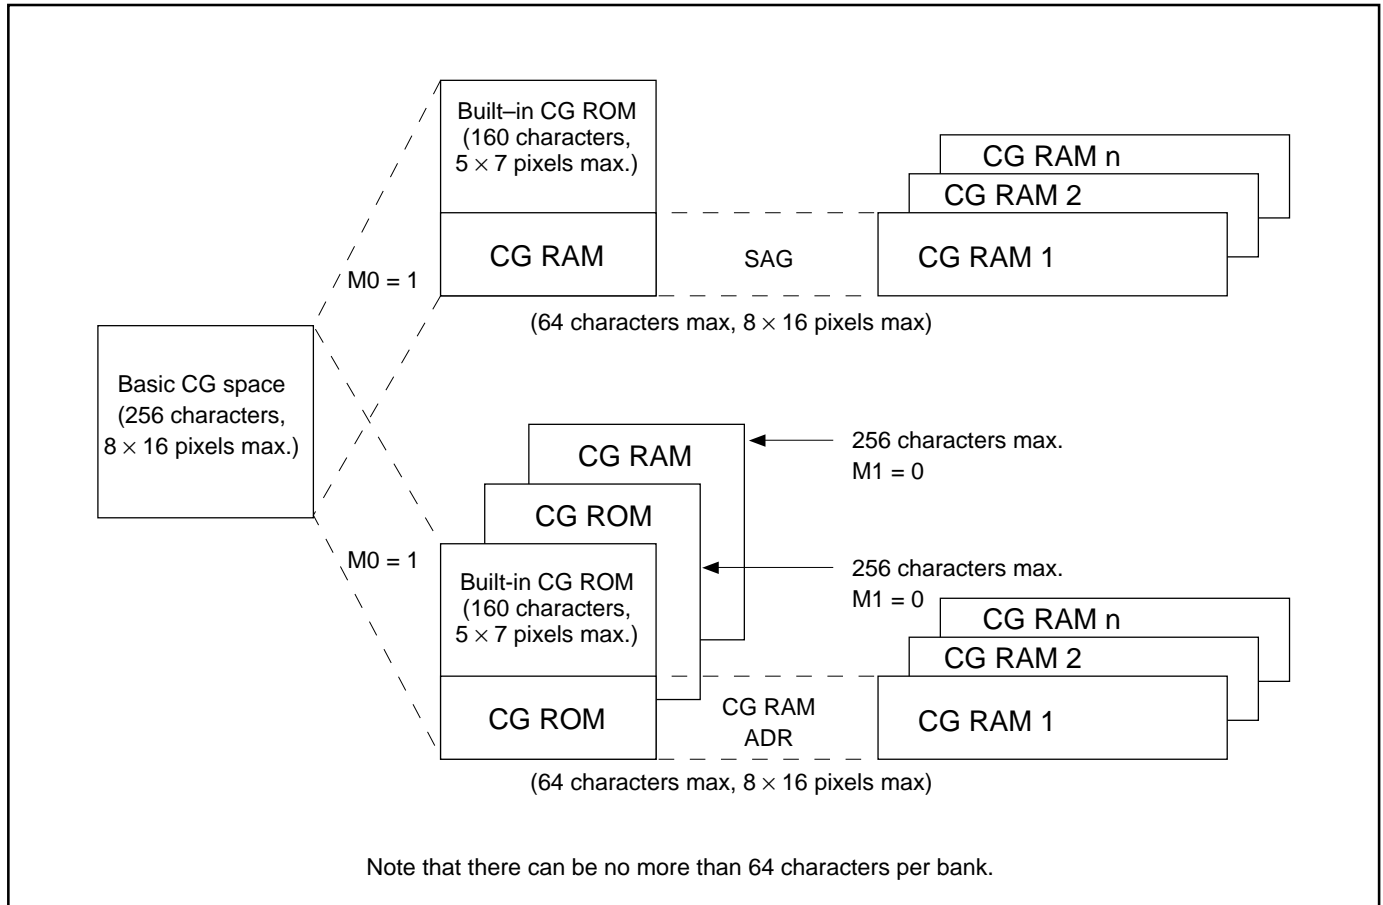 Built–in CG ROM
(160 characters,
5 × 7 pixels max.)
CG RAM
M0 = 1
SAG
CG RAM n
CG RAM 2
CG RAM 1
(64 characters max, 8 × 16 pixels max)
Basic CG space
(256 characters,
8 × 16 pixels max.)
CG RAM
256 characters max.
M1 = 0
CG ROM
M0 = 1
Built-in CG ROM
(160 characters,
5 × 7 pixels max.)
256 characters max.
M1 = 0
CG ROM
CG RAM
ADR
CG RAM n
CG RAM 2
CG RAM 1
(64 characters max, 8 × 16 pixels max)
Note that there can be no more than 64 characters per bank.